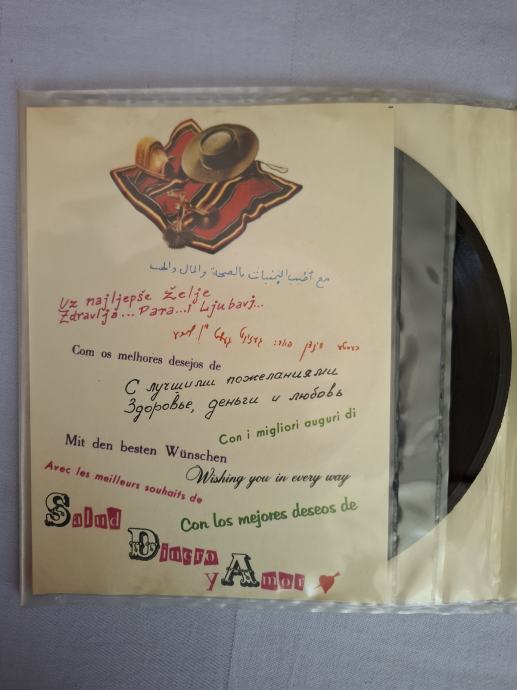 مع أطيب التمنيات بالصحة والمال والحب
Uz najljepše želje
Zdravlja... Para... i Ljubavi...
Com os melhores desejos de
С лучшими пожеланиями
Здоровье, деньги и любовь
Con i migliori auguri di
Mit den besten Wünschen
Wishing you in every way
Avec les meilleurs souhaits de
Con los mejores deseos de
Salud
Dinero
y Amor